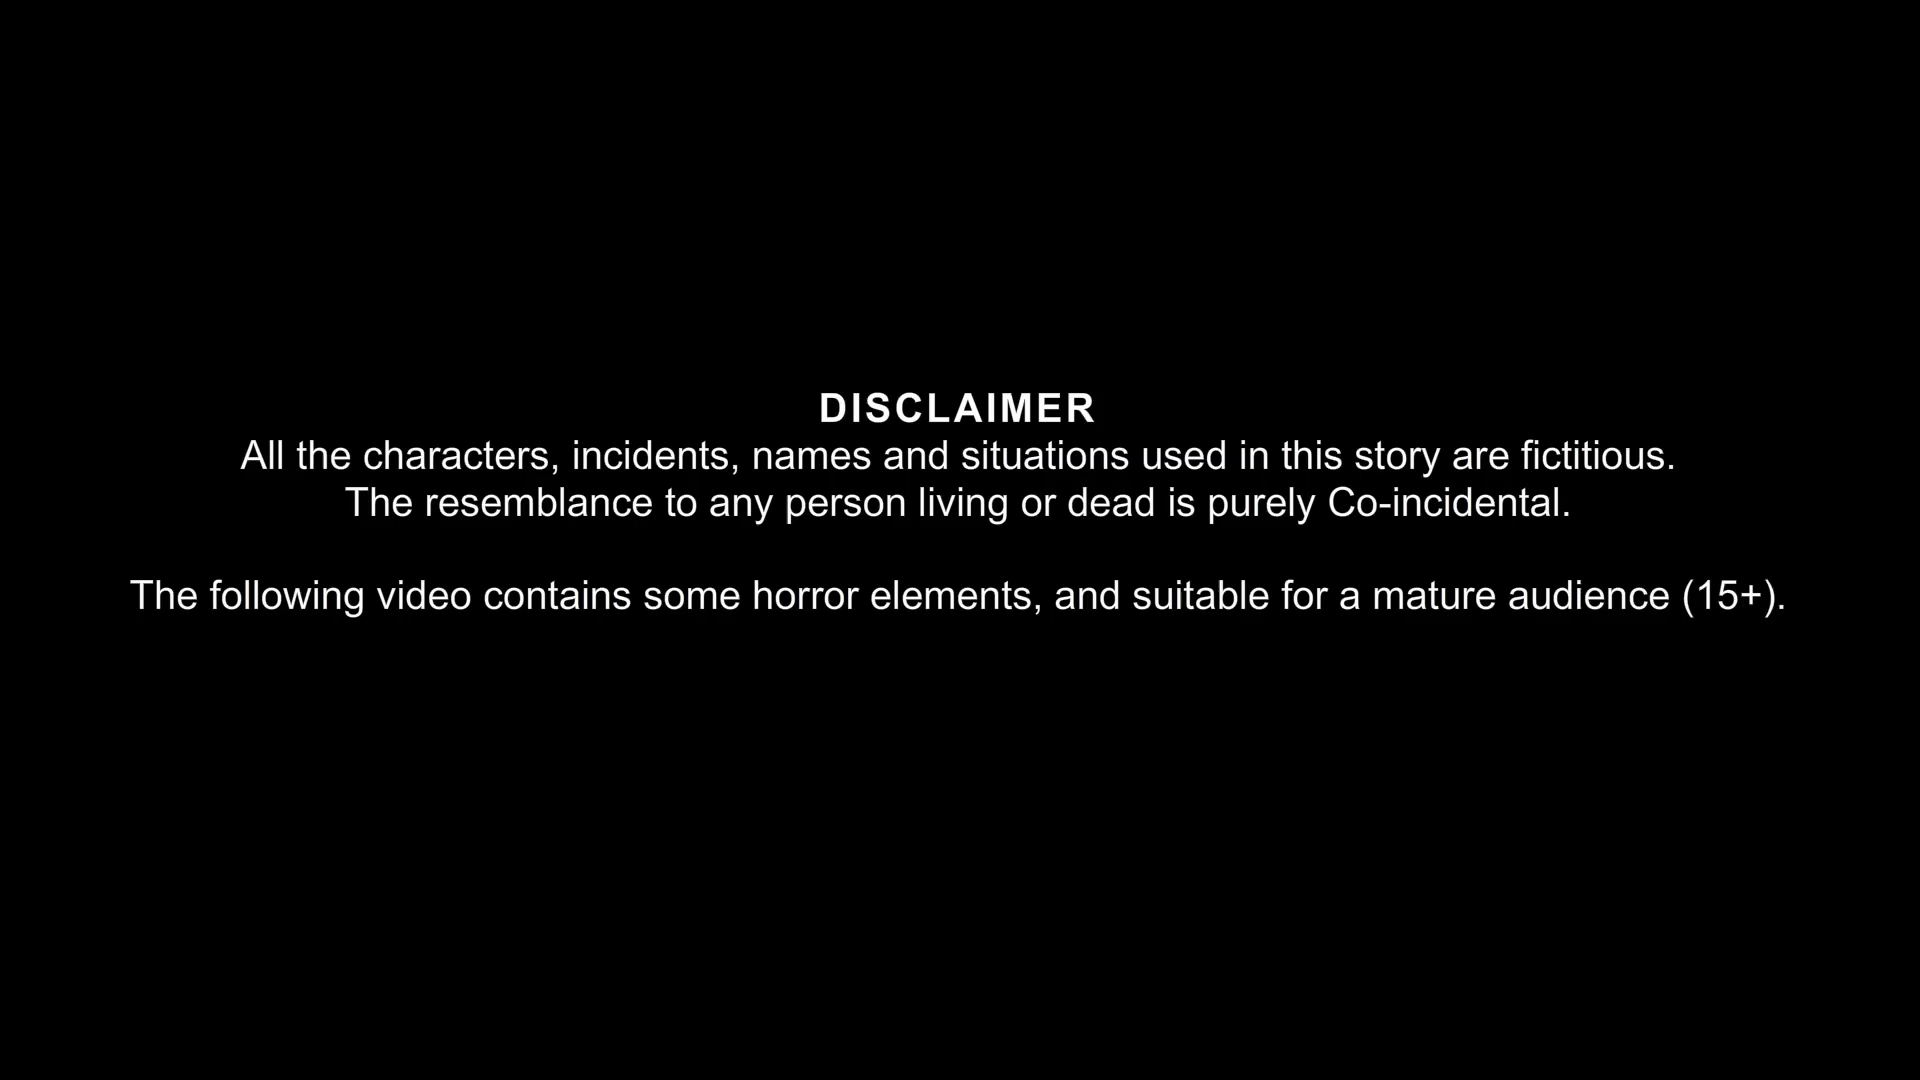 DISCLAIMER
All the characters, incidents, names and situations used in this story are fictitious.
The resemblance to any person living or dead is purely Co-incidental.
The following video contains some horror elements, and suitable for a mature audience (15+).